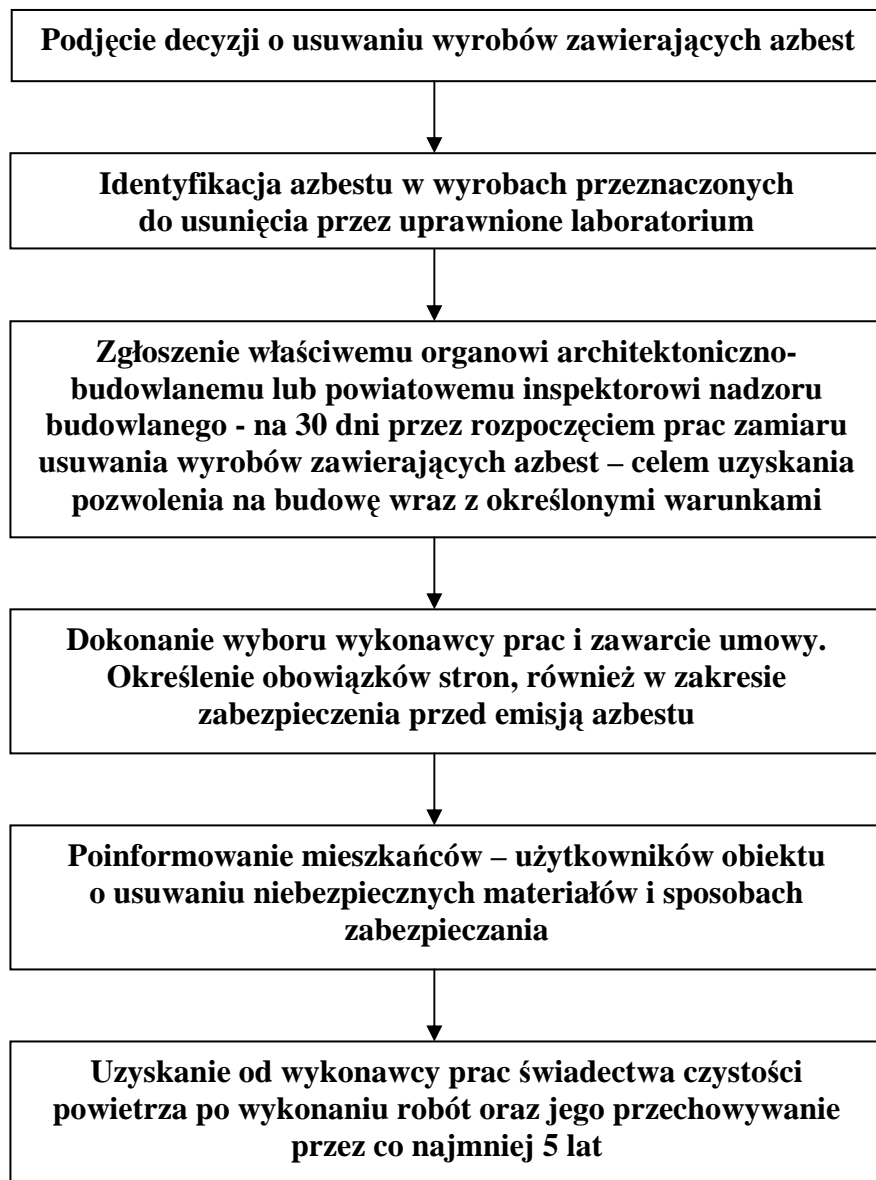 Podjęcie decyzji o usuwaniu wyrobów zawierających azbest
Identyfikacja azbestu w wyrobach przeznaczonych
do usunięcia przez uprawnione laboratorium
Zgłoszenie właściwemu organowi architektoniczno-
budowlanemu lub powiatowemu inspektorowi nadzoru
budowlanego - na 30 dni przez rozpoczęciem prac zamiaru
usuwania wyrobów zawierających azbest – celem uzyskania
pozwolenia na budowę wraz z określonymi warunkami
Dokonanie wyboru wykonawcy prac i zawarcie umowy.
Określenie obowiązków stron, również w zakresie
zabezpieczenia przed emisją azbestu
Poinformowanie mieszkańców – użytkowników obiektu
o usuwaniu niebezpiecznych materiałów i sposobach
zabezpieczania
Uzyskanie od wykonawcy prac świadectwa czystości
powietrza po wykonaniu robót oraz jego przechowywanie
przez co najmniej 5 lat